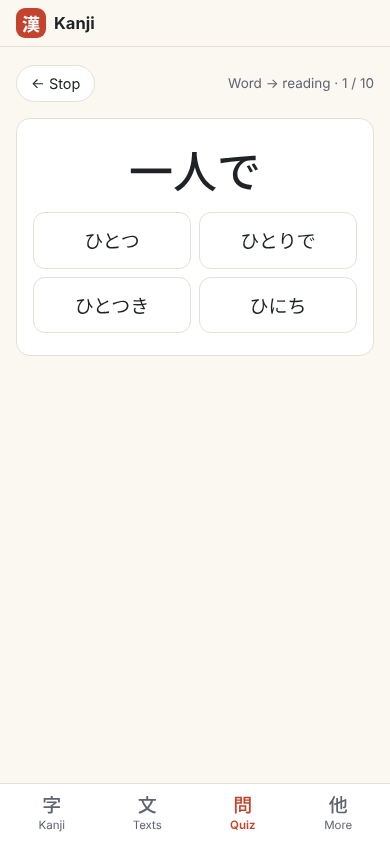 漢 Kanji
← Stop
Word → reading · 1 / 10
一人で
ひとつ
ひとりで
ひとつき
ひにち
字
Kanji
文
Texts
問
Quiz
他
More